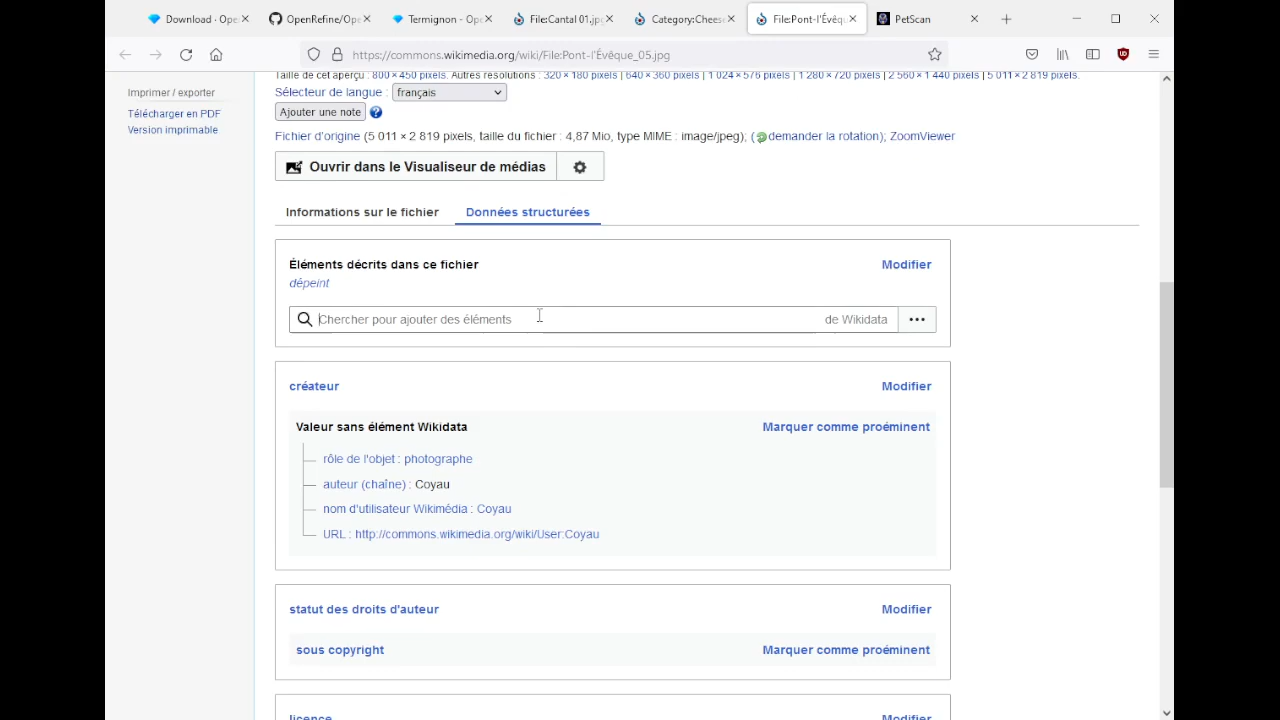 Download · Ope
OpenRefine/Ope
Termignon - Op
File:Cantal 01.jpg
Category:Cheese
File:Pont-l'Évêq
PetScan
https://commons.wikimedia.org/wiki/File:Pont-l'Évêque_05.jpg
Taille de cet aperçu : 800 × 450 pixels. Autres résolutions : 320 × 180 pixels | 640 × 360 pixels | 1 024 × 576 pixels | 1 280 × 720 pixels | 2 560 × 1 440 pixels | 5 011 × 2 819 pixels.
Imprimer / exporter
Télécharger en PDF
Version imprimable
Sélecteur de langue : français
Ajouter une note
Fichier d'origine (5 011 × 2 819 pixels, taille du fichier : 4,87 Mio, type MIME : image/jpeg); (demander la rotation); ZoomViewer
Ouvrir dans le Visualiseur de médias
Informations sur le fichier
Données structurées
Éléments décrits dans ce fichier
Modifier
dépeint
Chercher pour ajouter des éléments
de Wikidata
créateur
Modifier
Valeur sans élément Wikidata
Marquer comme proéminent
rôle de l'objet : photographe
auteur (chaîne) : Coyau
nom d'utilisateur Wikimédia : Coyau
URL : http://commons.wikimedia.org/wiki/User:Coyau
statut des droits d'auteur
Modifier
sous copyright
Marquer comme proéminent
licence
Modifier